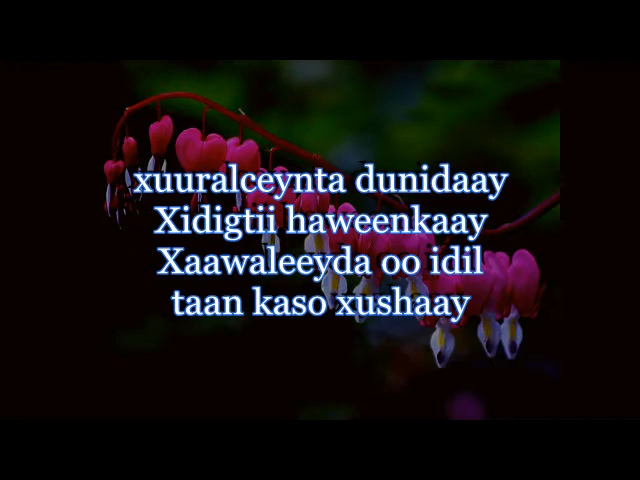 xuuralceynta dunidaay
Xidigtii haweenkaay
Xaawaleeyda oo idil
taan kaso xushaay